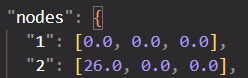 "nodes": {
"1": [0.0, 0.0, 0.0],
"2": [26.0, 0.0, 0.0],